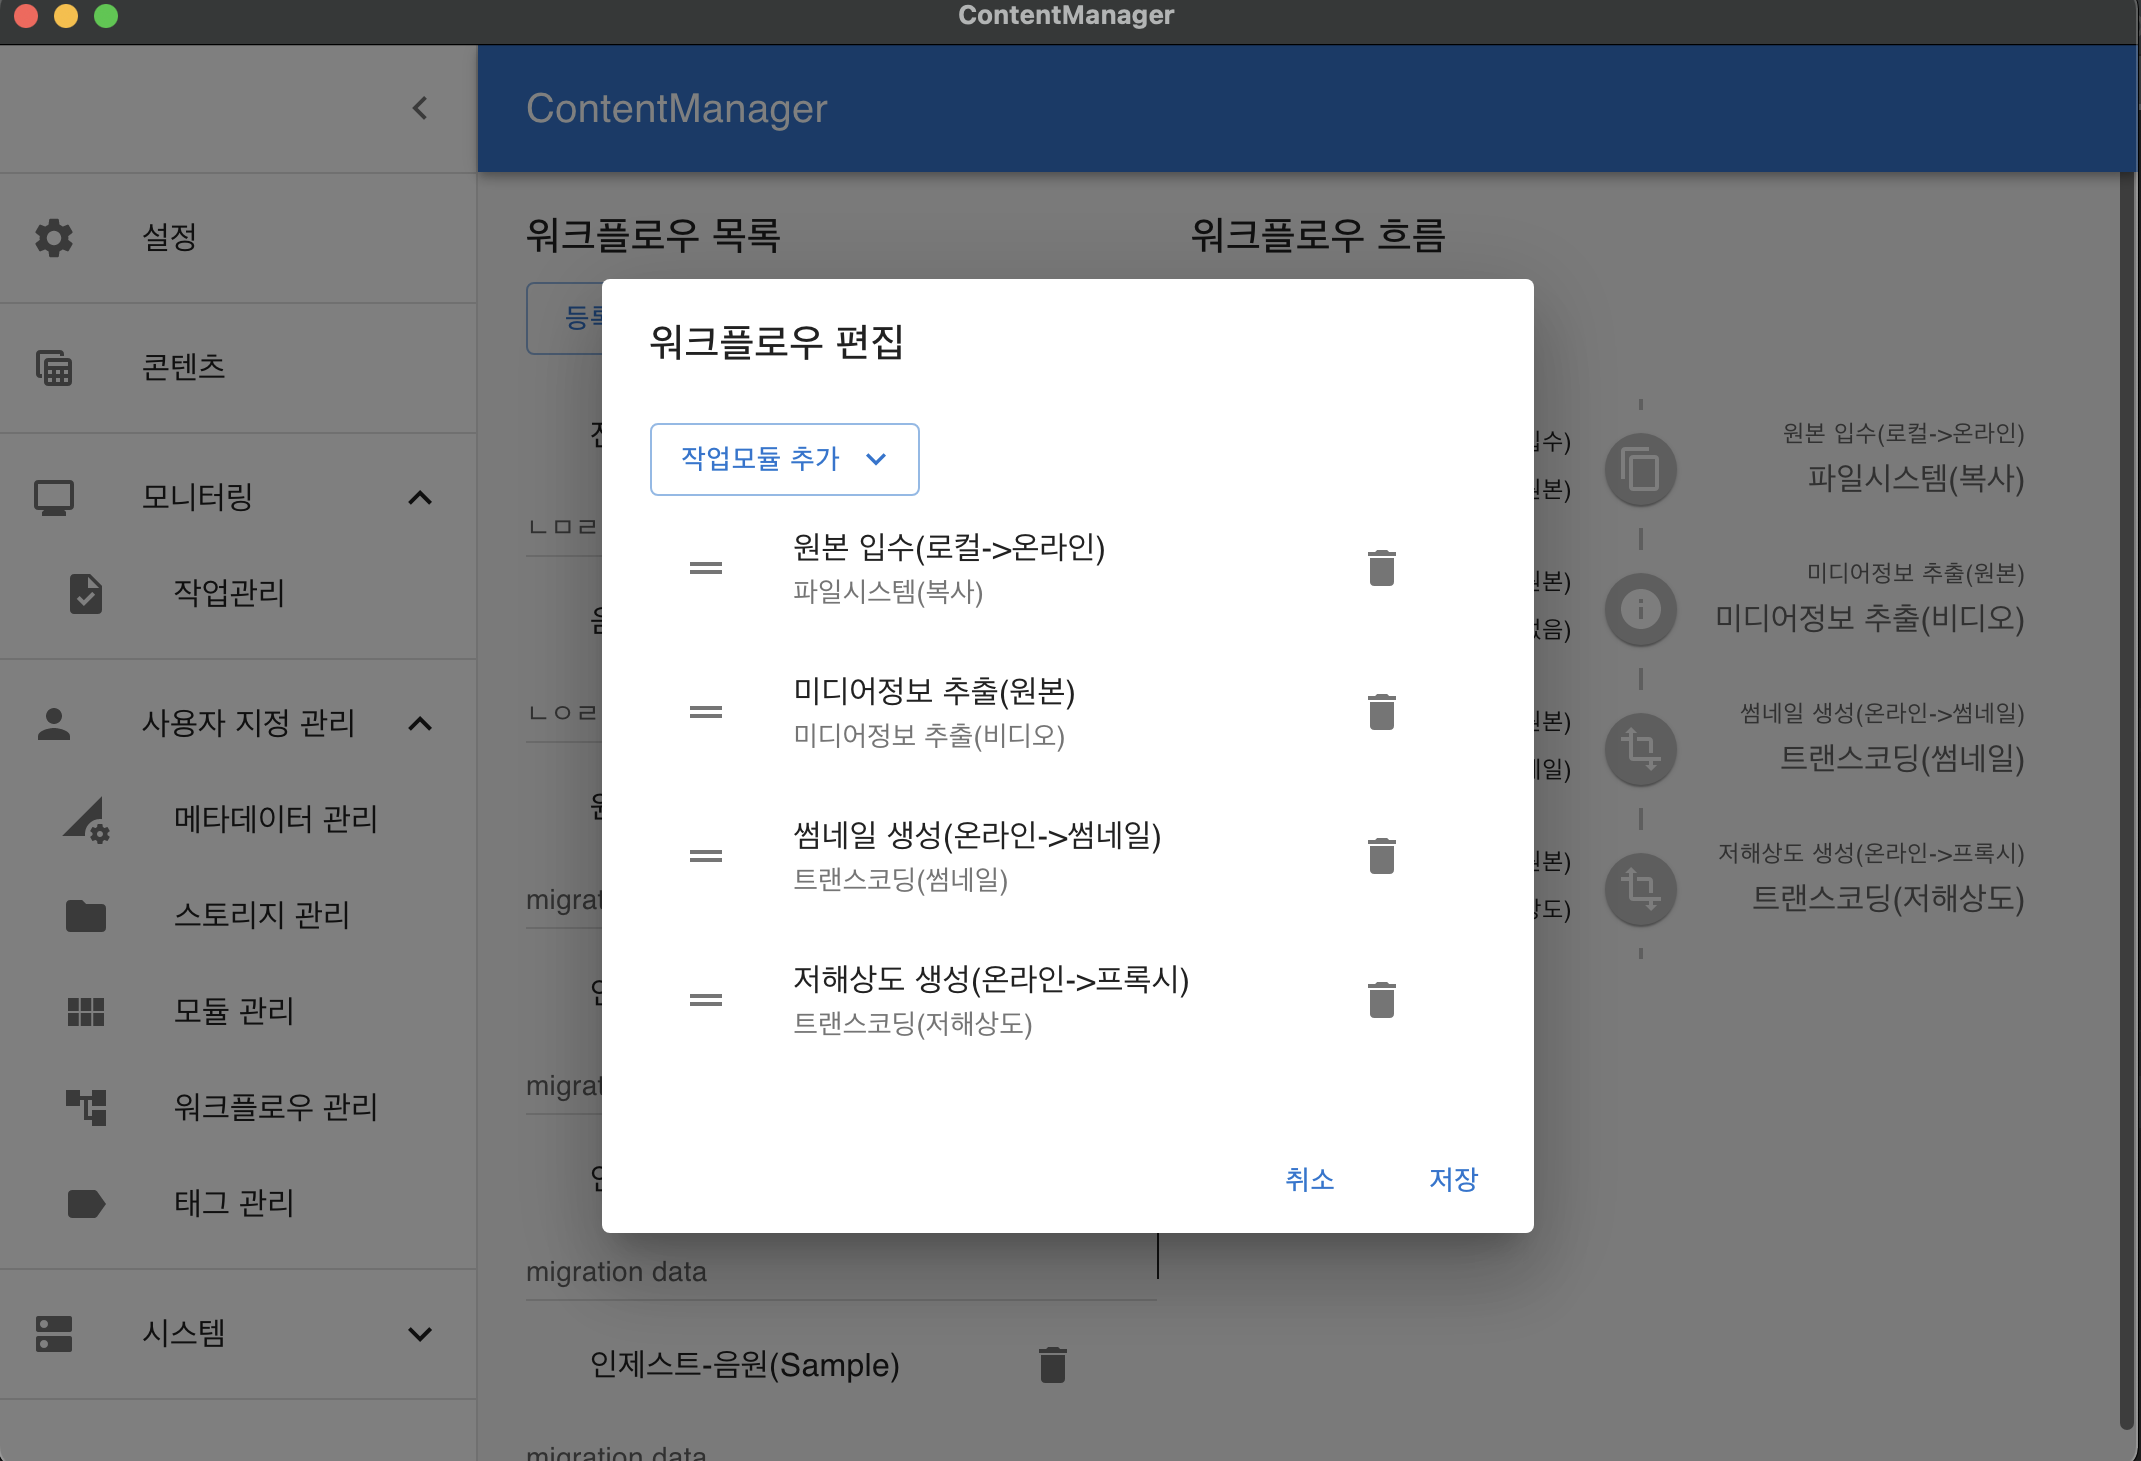 ContentManager
ContentManager
설정
콘텐츠
모니터링
작업관리
사용자 지정 관리
메타데이터 관리
스토리지 관리
모듈 관리
워크플로우 관리
태그 관리
시스템
워크플로우 목록
ㄴㅁㄹ
ㄴㅇㄹ
migration data
인제스트-음원(Sample)
migration data
워크플로우 흐름
원본 입수(로컬->온라인)
파일시스템(복사)
미디어정보 추출(원본)
미디어정보 추출(비디오)
썸네일 생성(온라인->썸네일)
트랜스코딩(썸네일)
저해상도 생성(온라인->프록시)
트랜스코딩(저해상도)
워크플로우 편집
작업모듈 추가
원본 입수(로컬->온라인)
파일시스템(복사)
미디어정보 추출(원본)
미디어정보 추출(비디오)
썸네일 생성(온라인->썸네일)
트랜스코딩(썸네일)
저해상도 생성(온라인->프록시)
트랜스코딩(저해상도)
취소
저장